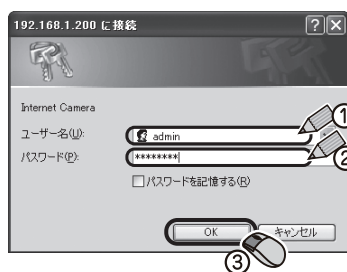 192.168.1.200 に接続
Internet Camera
ユーザー名(U):
admin
①
パスワード(P):
********
②
パスワードを記憶する(R)
OK
キャンセル
③